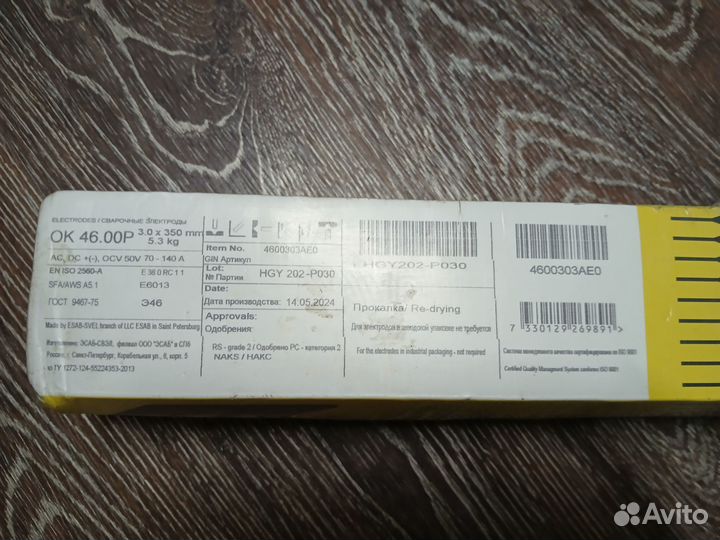 ELECTRODES / СВАРОЧНЫЕ ЭЛЕКТРОДЫ
OK 46.00P 3.0 x 350 mm
5.3 kg
AC, DC +(-), OCV 50V 70 - 140 A
EN ISO 2560-A E 38 0 RC 1 1
SFA/AWS A5.1 E6013
ГОСТ 9467-75 Э46
Made by ESAB-SVEL branch of LLC ESAB in Saint Petersburg
Изготовлено: ЭСАБ-СВЭЛ, филиал ООО "ЭСАБ" в СПб
Россия, г. Санкт-Петербург, Корабельная ул., 6, корп. 5
по ТУ 1272-124-55224353-2013
Item No. 4600303AE0
GIN Артикул
Lot: HGY 202-P030
№ Партии
Date:
Дата производства: 14.05.2024
Approvals:
Одобрения:
RS - grade 2 / Одобрено РС - категория 2
NAKS / НАКС
HGY202-P030
Прокалка/ Re-drying
Для электродов в заводской упаковке не требуется
For the electrodes in industrial packaging - not required
4600303AE0
7 330129 269891 >
Система менеджмента качества сертифицирована по ISO 9001
Certified Quality Managment System conforms ISO 9001
Avito